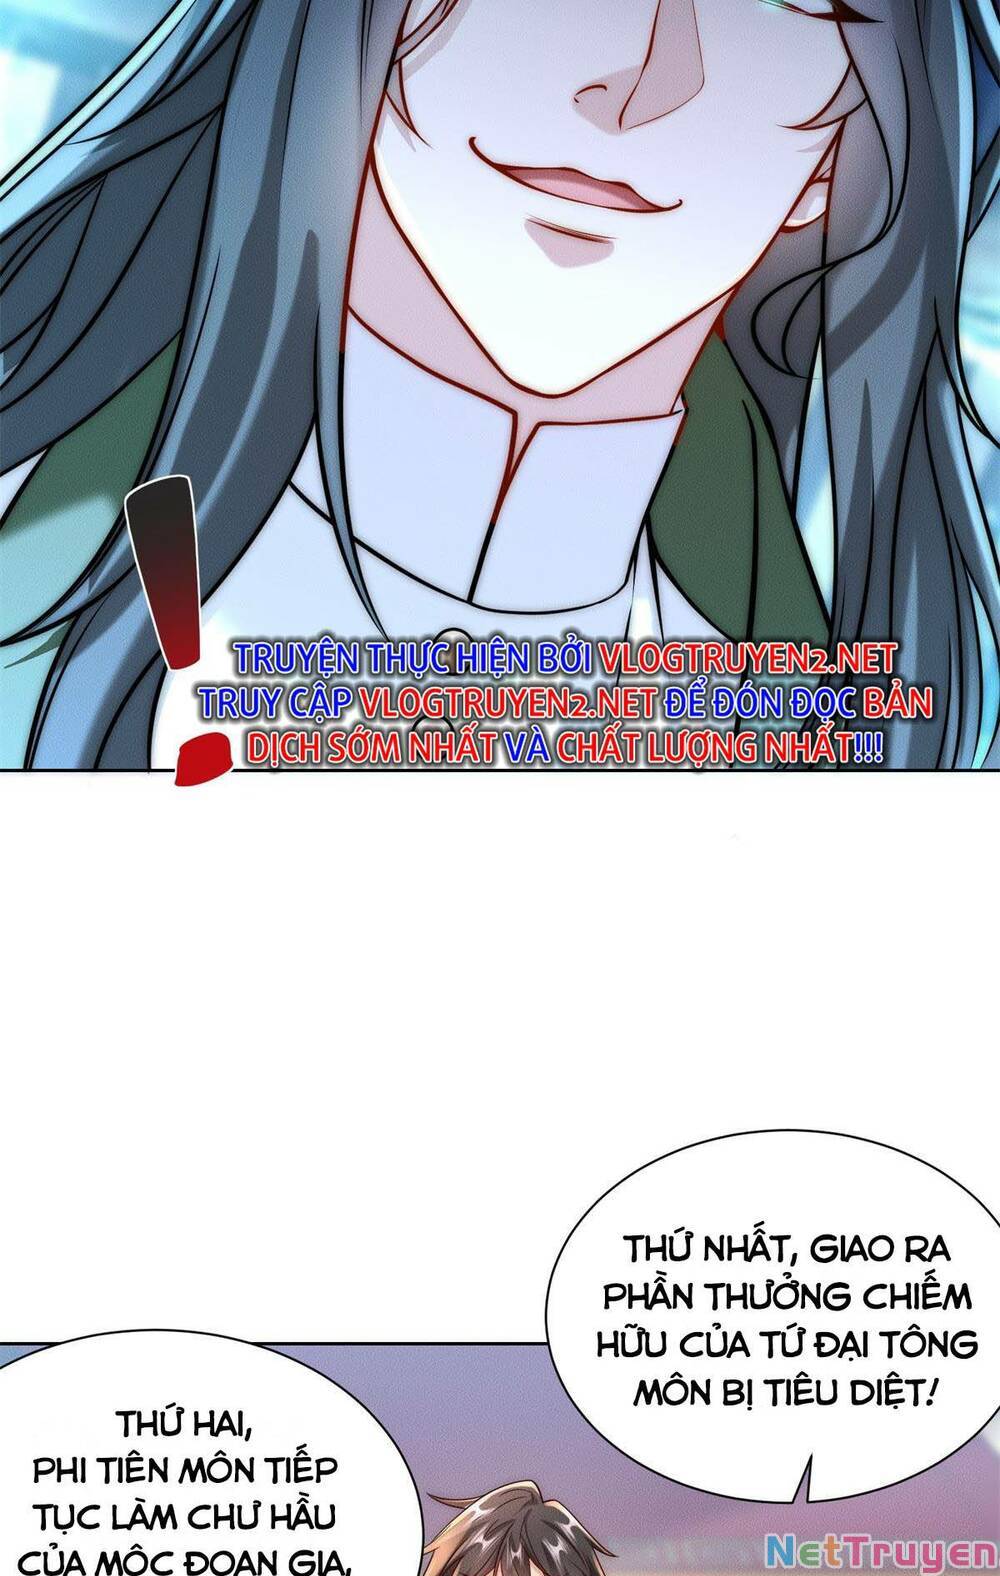 TRUYỆN THỰC HIỆN BỞI VLOGTRUYEN2.NET
TRUY CẬP VLOGTRUYEN2.NET ĐỂ ĐÓN ĐỌC BẢN
DỊCH SỚM NHẤT VÀ CHẤT LƯỢNG NHẤT!!!
THỨ NHẤT, GIAO RA
PHẦN THƯỞNG CHIẾM
HỮU CỦA TỨ ĐẠI TÔNG
MÔN BỊ TIÊU DIỆT!
THỨ HAI,
PHI TIÊN MÔN TIẾP
TỤC LÀM CHƯ HẦU
CỦA MÔC ĐOAN GIA,
NetTruyen